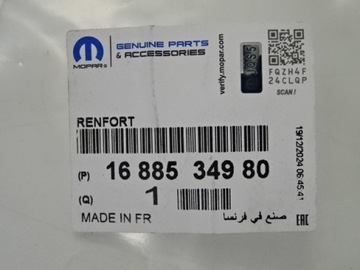 MOPAR®
GENUINE PARTS
& ACCESSORIES
verify.mopar.com
FQZH4F
24CLQP
SCAN!
RENFORT
19/12/2024 06:45:41
(P) 16 885 349 80
(Q) 1
MADE IN FR
صنع في فرنسا
EAC